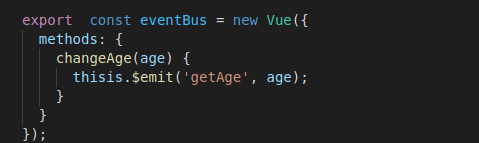 export  const eventBus = new Vue({
  methods: {
    changeAge(age) {
      thisis.$emit('getAge', age);
    }
  }
});